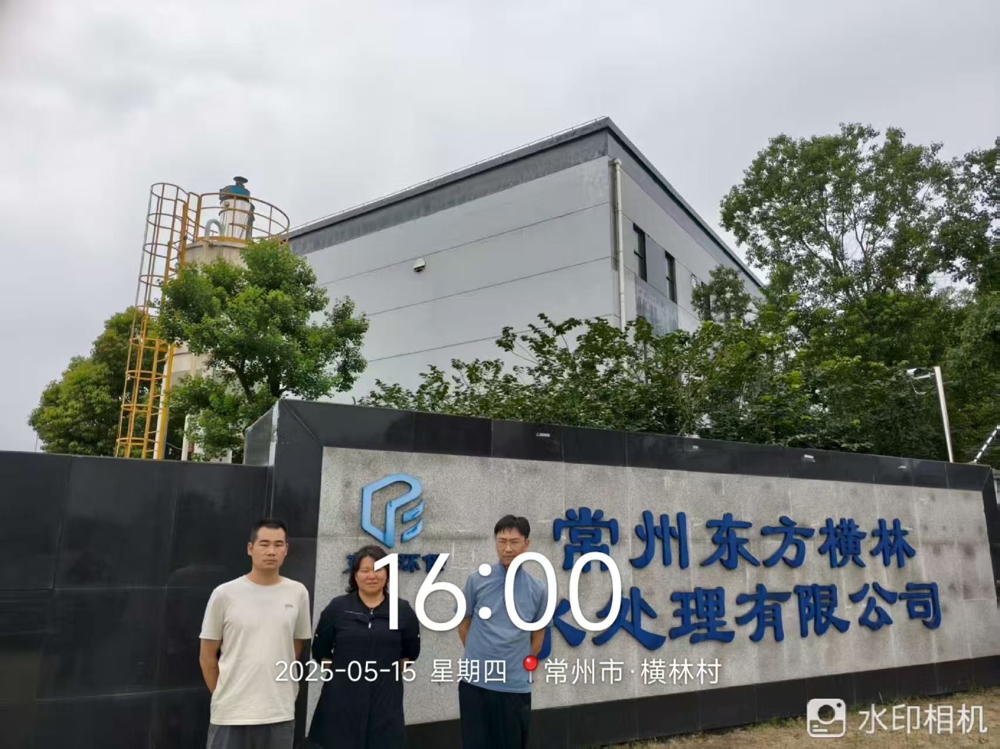 常州东方横林
水处理有限公司
16:00
2025-05-15 星期四 常州市·横林村
水印相机